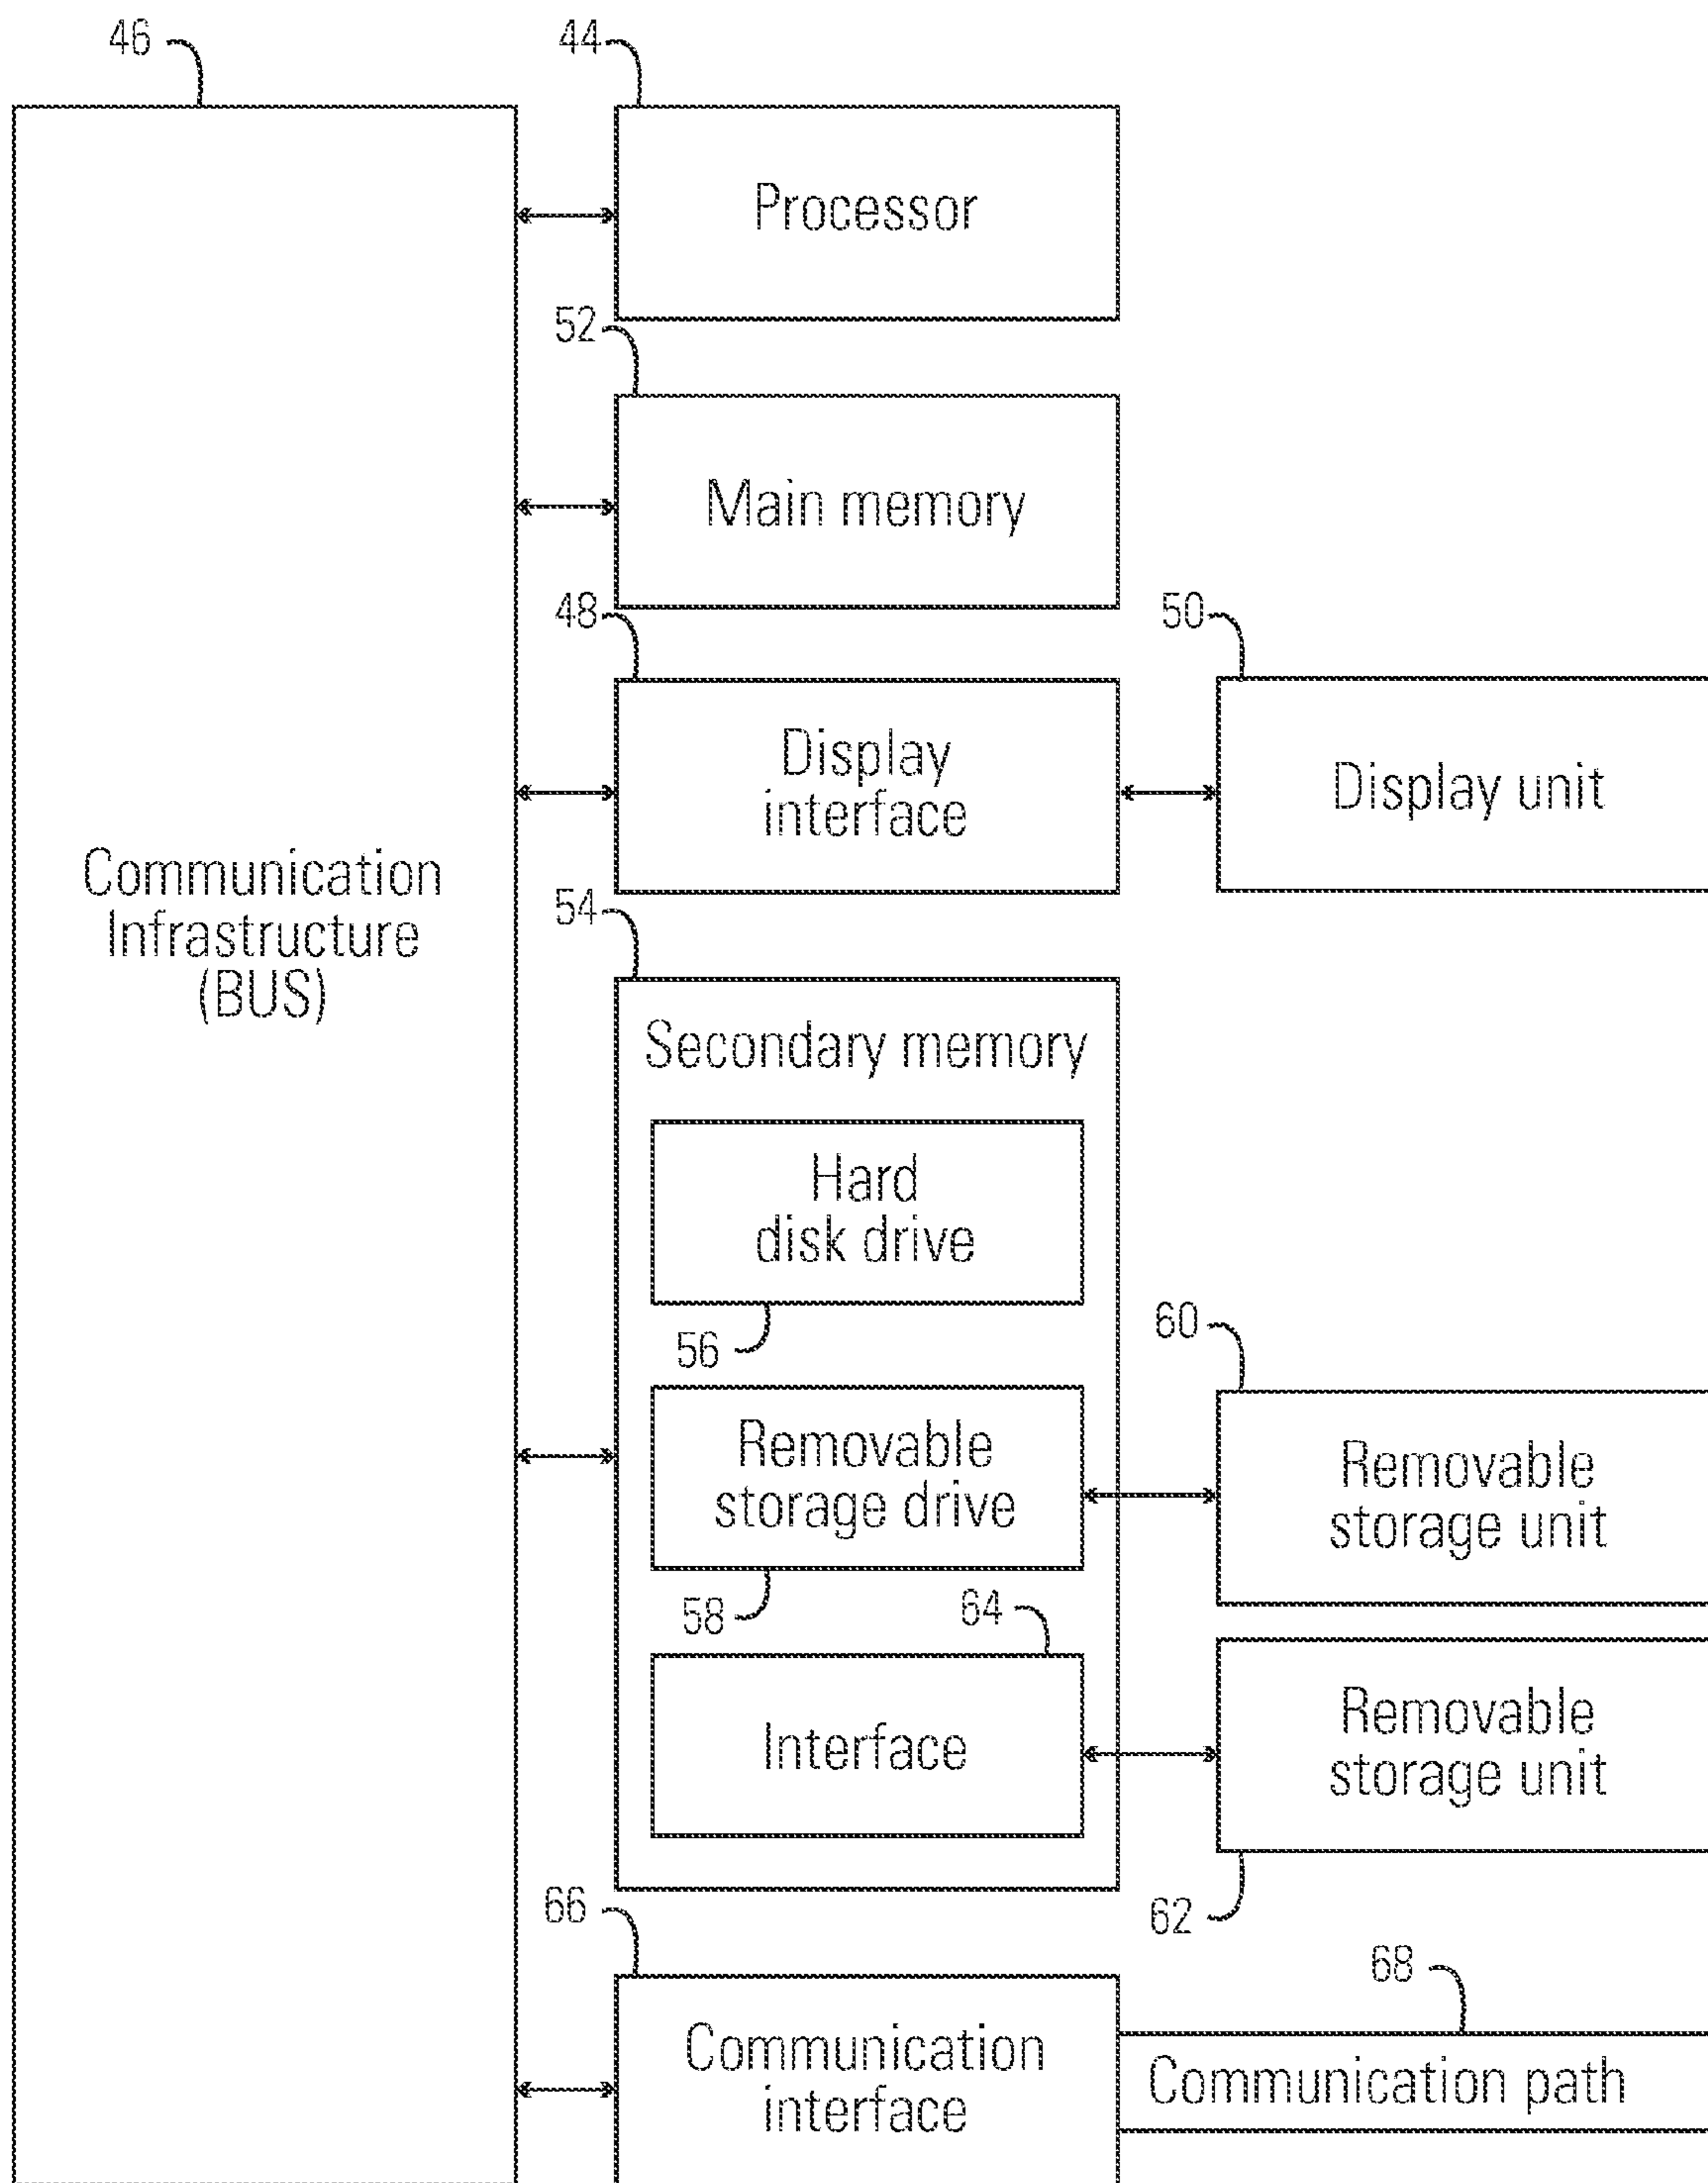 46
44
Processor
52
Main memory
48
50
Display
interface
Display unit
Communication
Infrastructure
(BUS)
54
Secondary memory
Hard
disk drive
56
60
Removable
storage drive
Removable
storage unit
58
64
Interface
Removable
storage unit
62
66
68
Communication
interface
Communication path